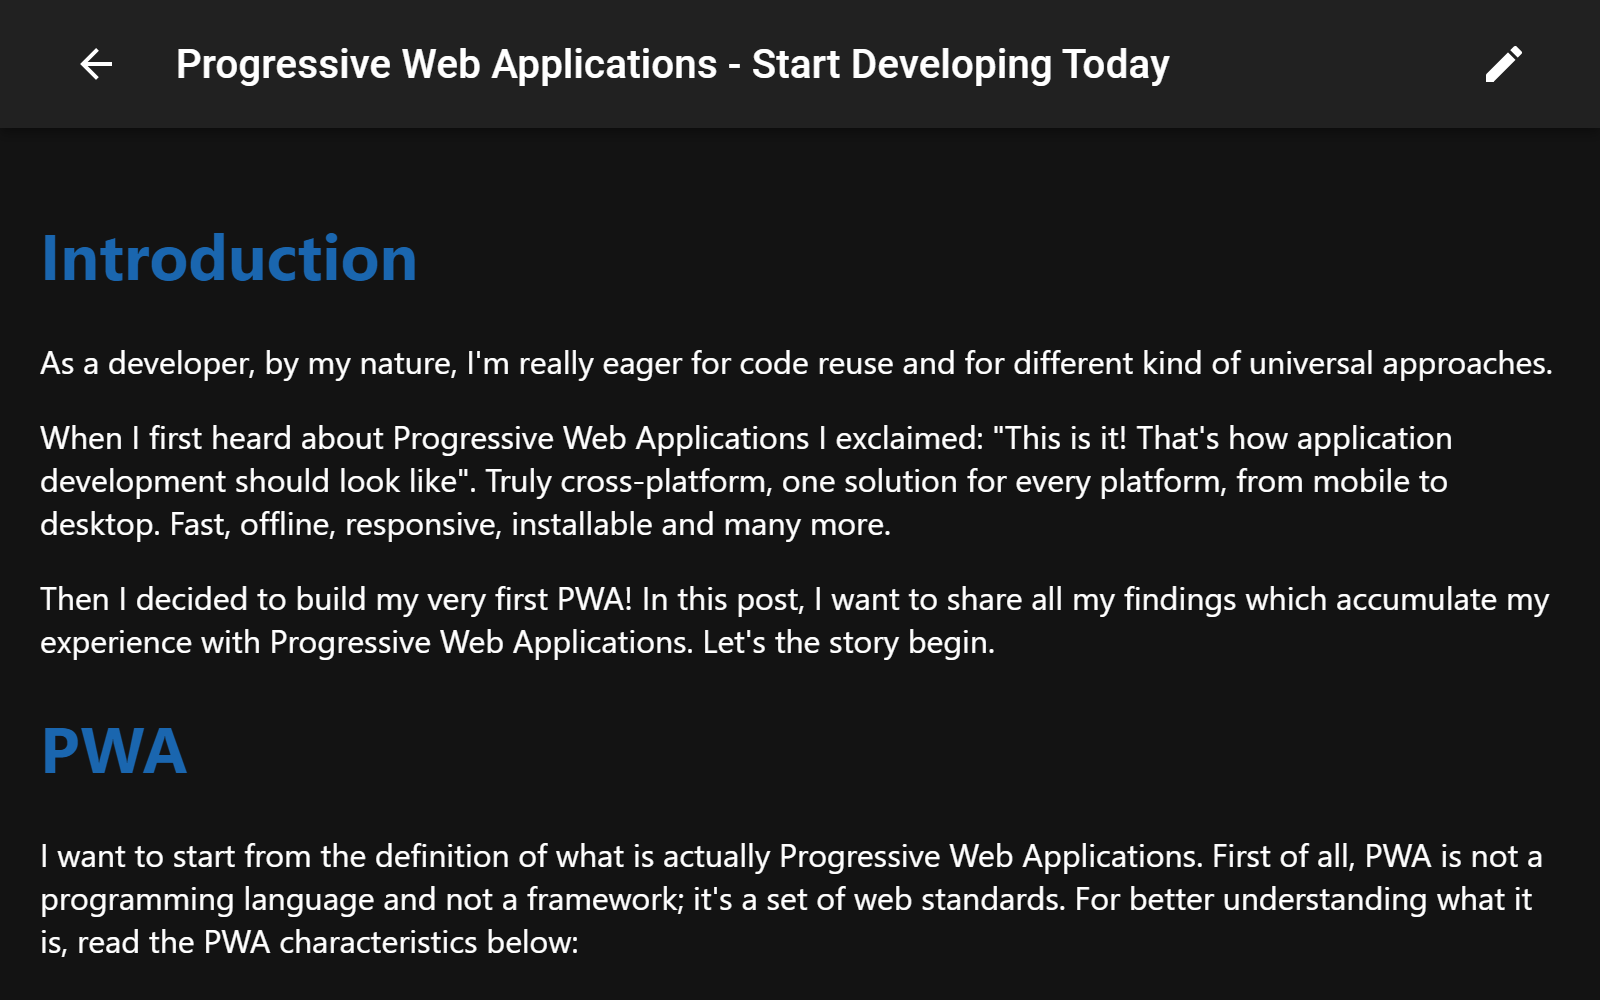 Progressive Web Applications - Start Developing Today
Introduction
As a developer, by my nature, I'm really eager for code reuse and for different kind of universal approaches.
When I first heard about Progressive Web Applications I exclaimed: "This is it! That's how application
development should look like". Truly cross-platform, one solution for every platform, from mobile to
desktop. Fast, offline, responsive, installable and many more.
Then I decided to build my very first PWA! In this post, I want to share all my findings which accumulate my
experience with Progressive Web Applications. Let's the story begin.
PWA
I want to start from the definition of what is actually Progressive Web Applications. First of all, PWA is not a
programming language and not a framework; it's a set of web standards. For better understanding what it
is, read the PWA characteristics below: